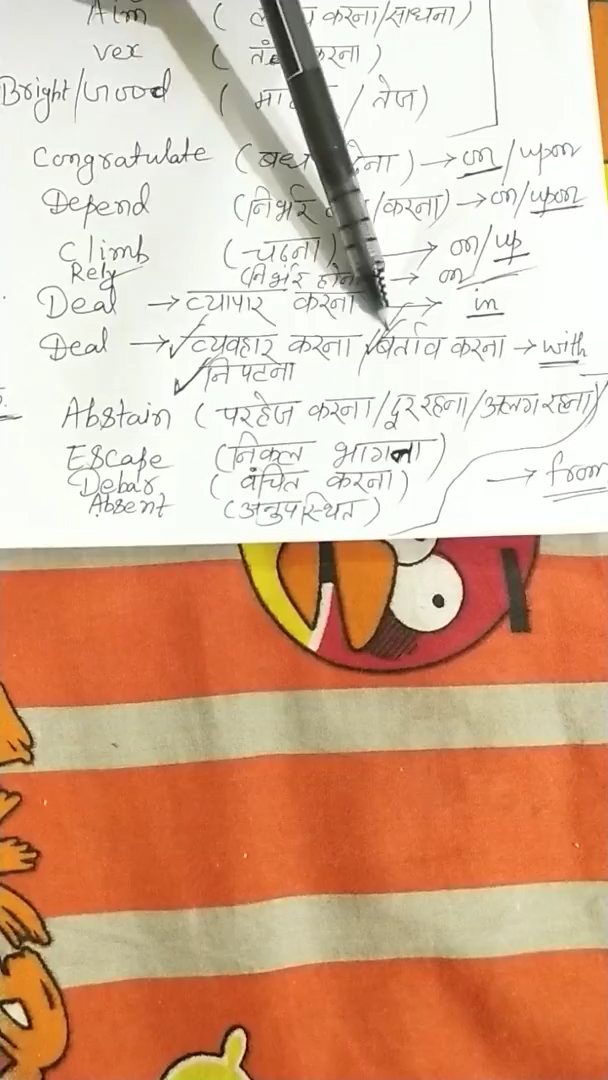 Aim ( करना/साधना)
vex ( करना)
Bright/Good ( / तेज)
Congratulate ( ) → on/upon
Depend (निर्भर /करना) → on/upon
Climb (चढ़ना) → on/up
Rely (निर्भर होना → on
Deal → व्यापार करना → in
Deal → व्यवहार करना / बर्ताव करना → with
निपटना
Abstain (परहेज करना/दूर रहना/अलग रहना)
Escape (निकल भागना)
Debar (वंचित करना) → from
Absent (अनुपस्थित)